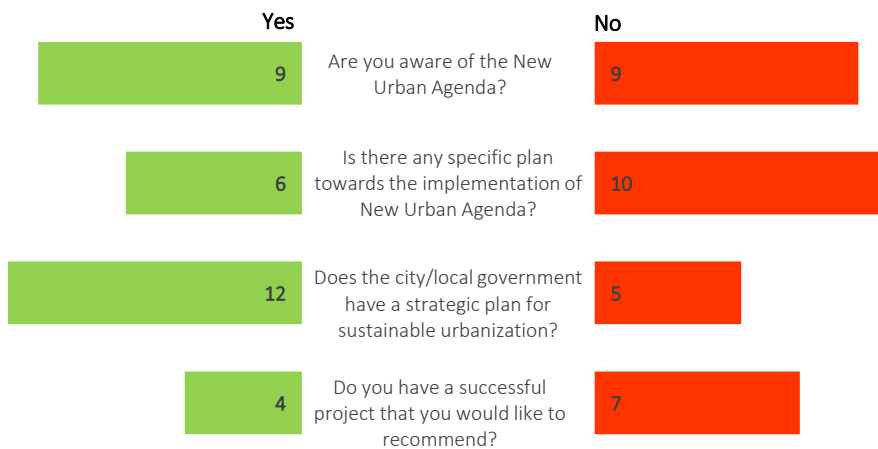 Yes
No
9
Are you aware of the New
Urban Agenda?
9
6
Is there any specific plan
towards the implementation of
New Urban Agenda?
10
12
Does the city/local government
have a strategic plan for
sustainable urbanization?
5
4
Do you have a successful
project that you would like to
recommend?
7